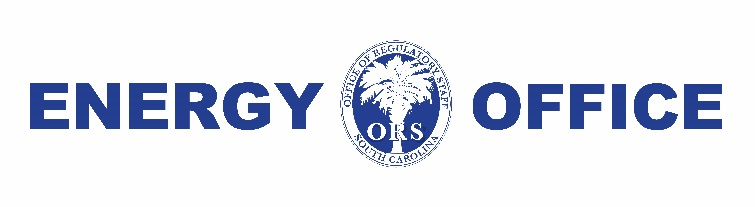 ENERGY OFFICE
OFFICE OF REGULATORY STAFF
ORS
SOUTH CAROLINA